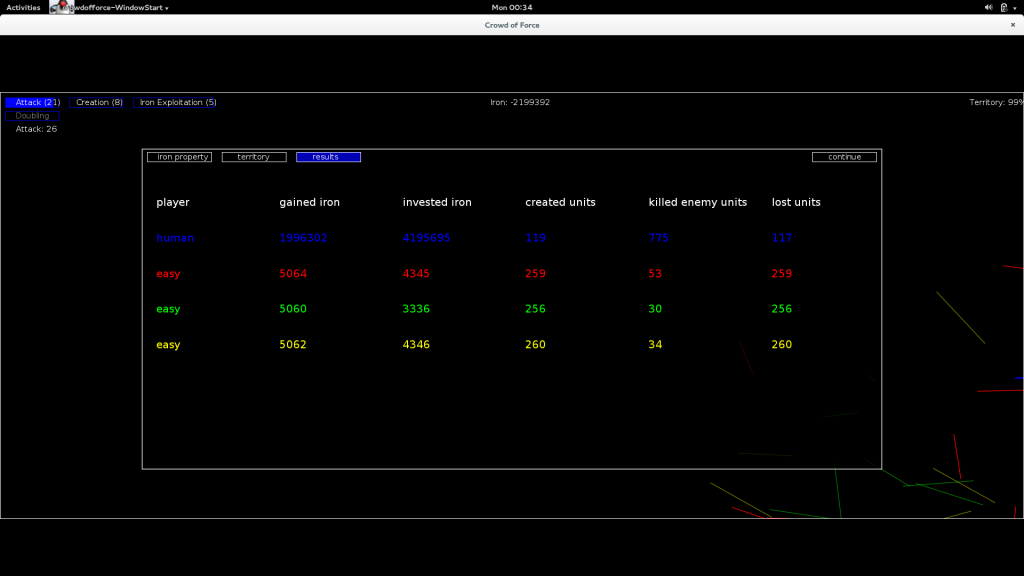 Activities wdofforce-WindowStart Mon 00:34
Crowd of Force ×
Attack (21) Creation (8) Iron Exploitation (5) Iron: -2199392 Territory: 99%
Doubling
Attack: 26
iron property territory results continue
player gained iron invested iron created units killed enemy units lost units
human 1996302 4195695 119 775 117
easy 5064 4345 259 53 259
easy 5060 3336 256 30 256
easy 5062 4346 260 34 260